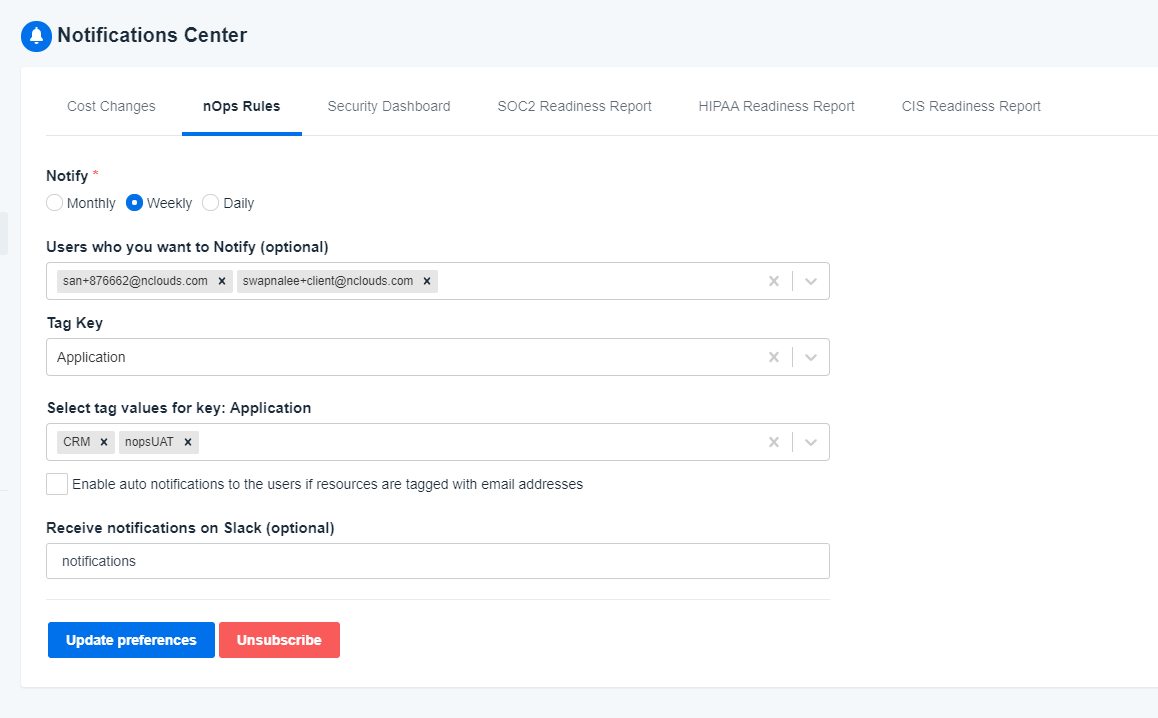 Notifications Center
Cost Changes nOps Rules Security Dashboard SOC2 Readiness Report HIPAA Readiness Report CIS Readiness Report
Notify *
Monthly Weekly Daily
Users who you want to Notify (optional)
san+876662@nclouds.com × swapnalee+client@nclouds.com ×
Tag Key
Application
Select tag values for key: Application
CRM × nopsUAT ×
Enable auto notifications to the users if resources are tagged with email addresses
Receive notifications on Slack (optional)
notifications
Update preferences Unsubscribe